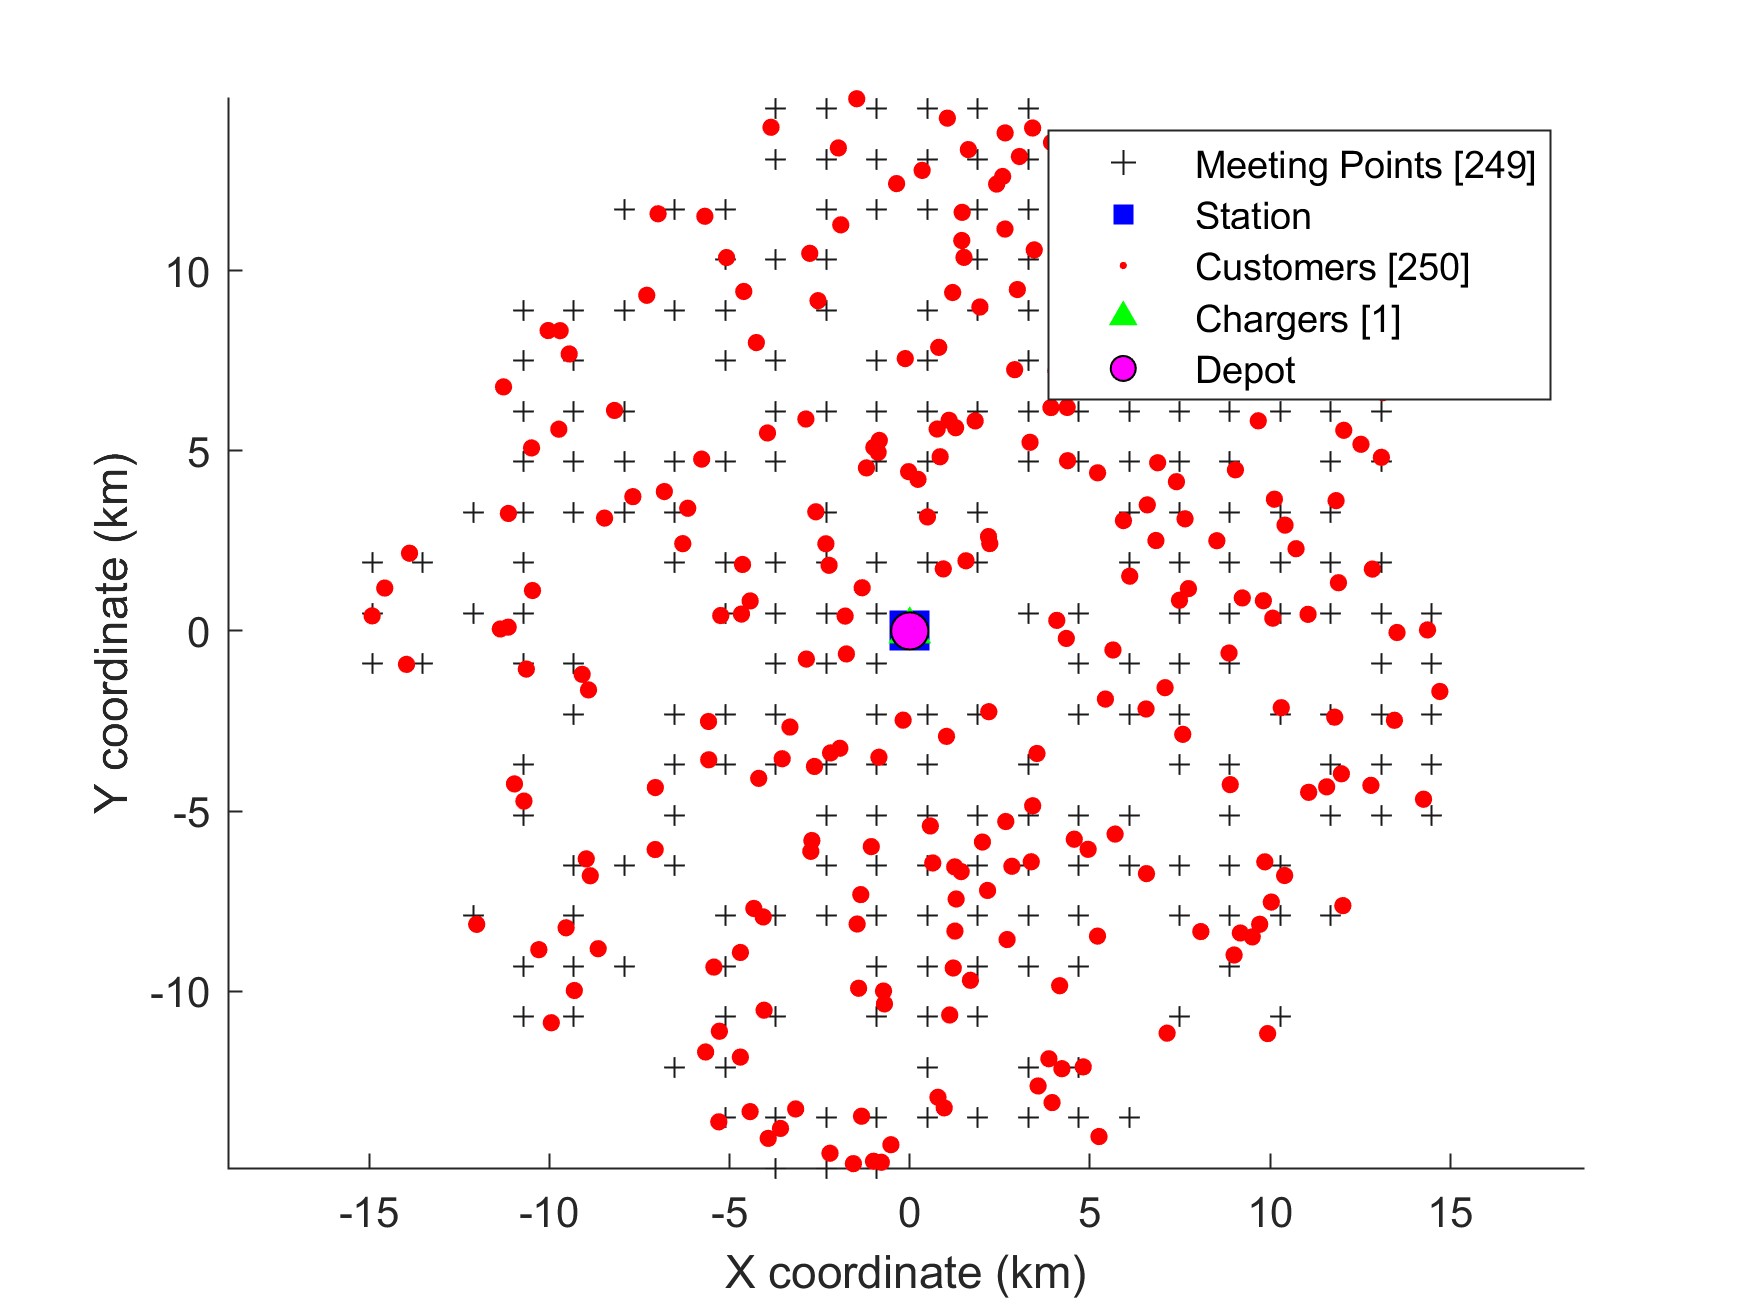 Meeting Points [249]
Station
Customers [250]
Chargers [1]
Depot
10
5
0
-5
-10
Y coordinate (km)
-15 -10 -5 0 5 10 15
X coordinate (km)